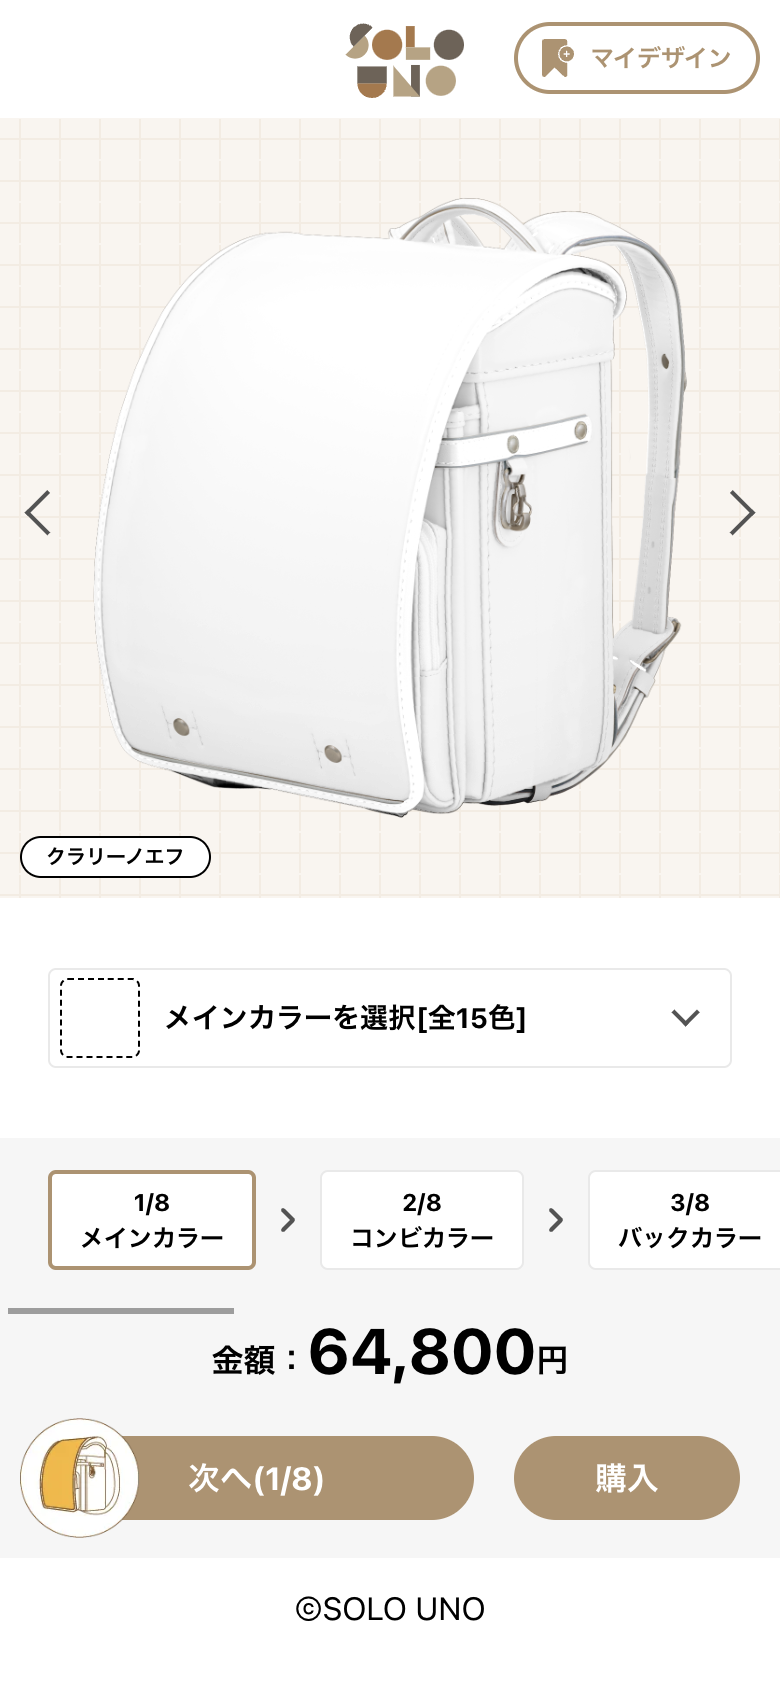 SOLO
UNO
マイデザイン
クラリーノエフ
メインカラーを選択[全15色]
1/8
メインカラー
2/8
コンビカラー
3/8
バックカラー
金額：64,800円
次へ(1/8)
購入
©SOLO UNO